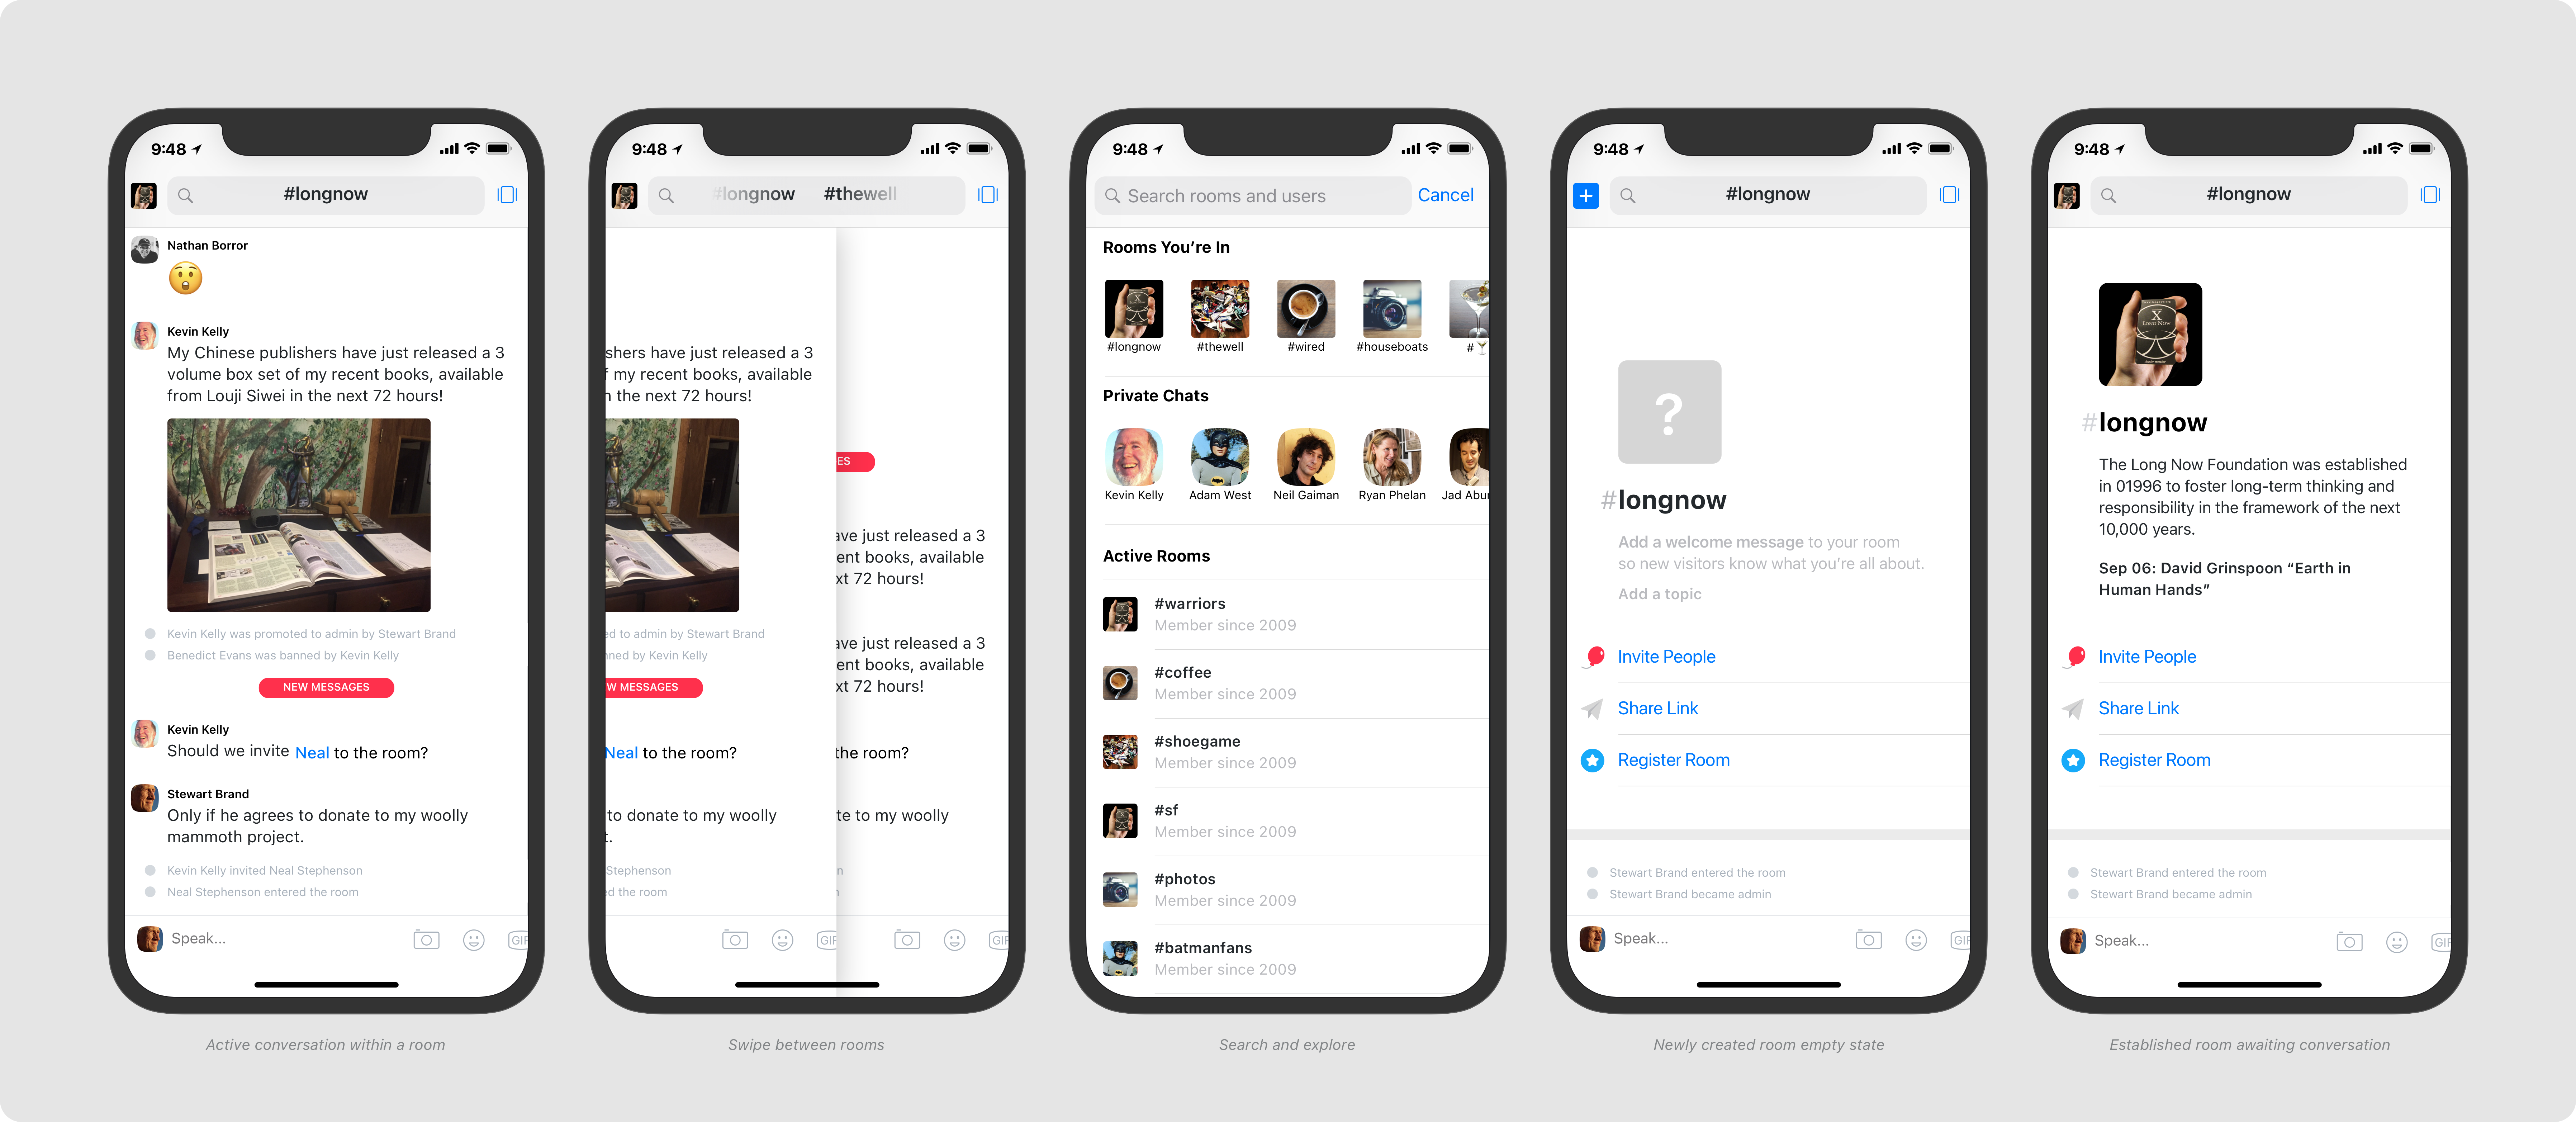 9:48
#longnow
Nathan Borror
Kevin Kelly
My Chinese publishers have just released a 3
volume box set of my recent books, available
from Louji Siwei in the next 72 hours!
Kevin Kelly was promoted to admin by Stewart Brand
Benedict Evans was banned by Kevin Kelly
NEW MESSAGES
Kevin Kelly
Should we invite Neal to the room?
Stewart Brand
Only if he agrees to donate to my woolly
mammoth project.
Kevin Kelly invited Neal Stephenson
Neal Stephenson entered the room
Speak...
GIF
Active conversation within a room
9:48
#longnow #thewell
shers have just released a 3
f my recent books, available
n the next 72 hours!
ed to admin by Stewart Brand
nned by Kevin Kelly
W MESSAGES
Neal to the room?
to donate to my woolly
t.
Stephenson
ed the room
GIF
ES
ave just released a 3
ent books, available
xt 72 hours!
ave just released a 3
ent books, available
xt 72 hours!
the room?
te to my woolly
n
n
GIF
Swipe between rooms
9:48
Search rooms and users Cancel
Rooms You're In
#longnow #thewell #wired #houseboats #🍸
Private Chats
Kevin Kelly Adam West Neil Gaiman Ryan Phelan Jad Abu
Active Rooms
#warriors
Member since 2009
#coffee
Member since 2009
#shoegame
Member since 2009
#sf
Member since 2009
#photos
Member since 2009
#batmanfans
Member since 2009
Search and explore
9:48
#longnow
?
#longnow
Add a welcome message to your room
so new visitors know what you're all about.
Add a topic
Invite People
Share Link
Register Room
Stewart Brand entered the room
Stewart Brand became admin
Speak...
GIF
Newly created room empty state
9:48
#longnow
X
LONG NOW
#longnow
The Long Now Foundation was established
in 01996 to foster long-term thinking and
responsibility in the framework of the next
10,000 years.
Sep 06: David Grinspoon “Earth in
Human Hands”
Invite People
Share Link
Register Room
Stewart Brand entered the room
Stewart Brand became admin
Speak...
GIF
Established room awaiting conversation